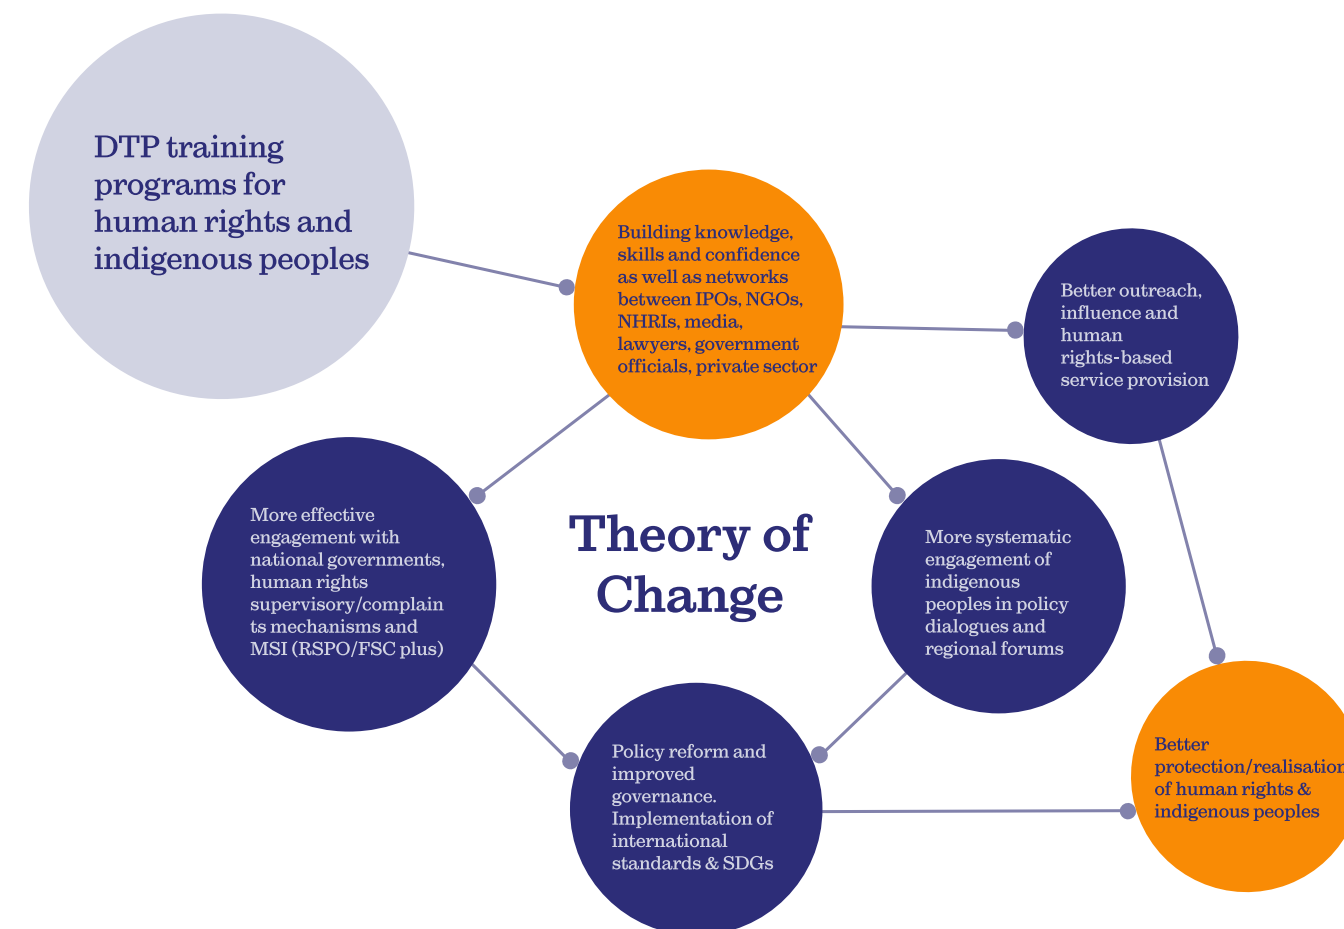 DTP training
programs for
human rights and
indigenous peoples
Building knowledge,
skills and confidence
as well as networks
between IPOs, NGOs,
NHRIs, media,
lawyers, government
officials, private sector
Better outreach,
influence and
human
rights-based
service provision
More effective
engagement with
national governments,
human rights
supervisory/complain
ts mechanisms and
MSI (RSPO/FSC plus)
Theory of
Change
More systematic
engagement of
indigenous
peoples in policy
dialogues and
regional forums
Policy reform and
improved
governance.
Implementation of
international
standards & SDGs
Better
protection/realisation
of human rights &
indigenous peoples